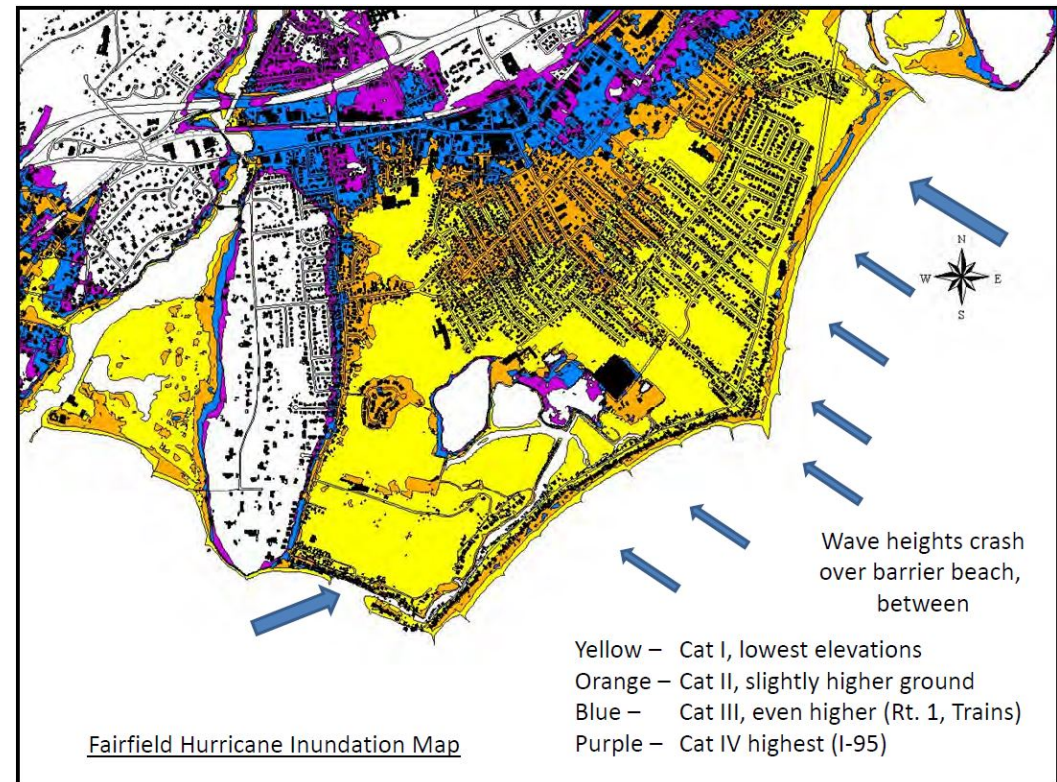 N
W E
S
Wave heights crash
over barrier beach,
between
Yellow – Cat I, lowest elevations
Orange – Cat II, slightly higher ground
Blue – Cat III, even higher (Rt. 1, Trains)
Purple – Cat IV highest (I-95)
Fairfield Hurricane Inundation Map